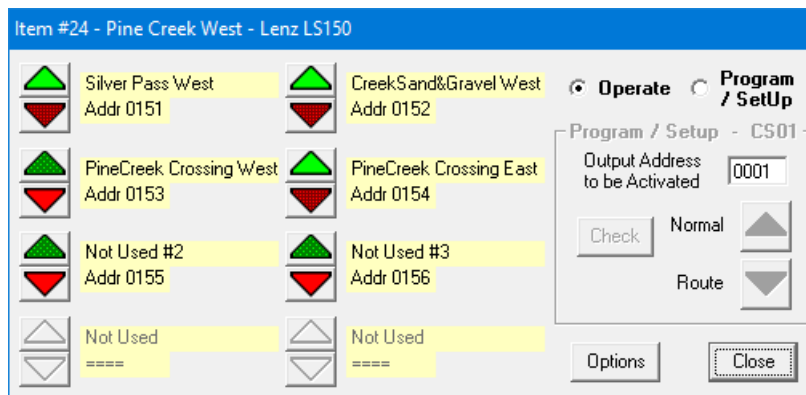 Item #24 - Pine Creek West - Lenz LS150
Silver Pass West
Addr 0151
CreekSand&Gravel West
Addr 0152
PineCreek Crossing West
Addr 0153
PineCreek Crossing East
Addr 0154
Not Used #2
Addr 0155
Not Used #3
Addr 0156
Not Used
====
Not Used
====
Operate
Program
/ SetUp
Program / Setup - CS01
Output Address
to be Activated
0001
Check
Normal
Route
Options
Close